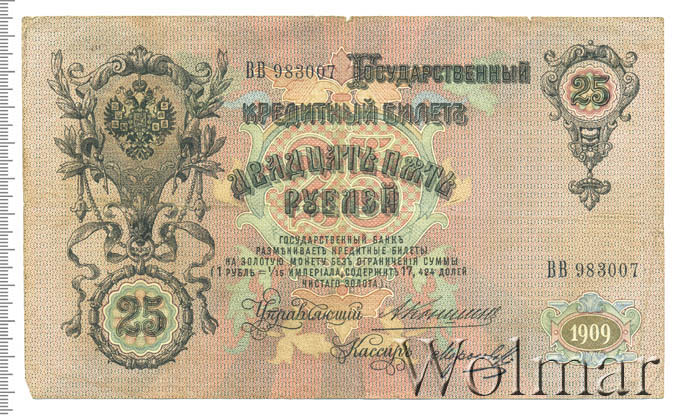 ВВ 983007 Государственный
25
Кредитный Билетъ
Двадцать пять
рублей
Государственный банкъ
размѣниваетъ кредитные билеты
на золотую монету безъ ограниченія суммы
(1 рубль = 1/15 имперіала, содержитъ 17,424 долей
чистаго золота)
ВВ 983007
25
Управляющій
Кассиръ
1909
Wolmar